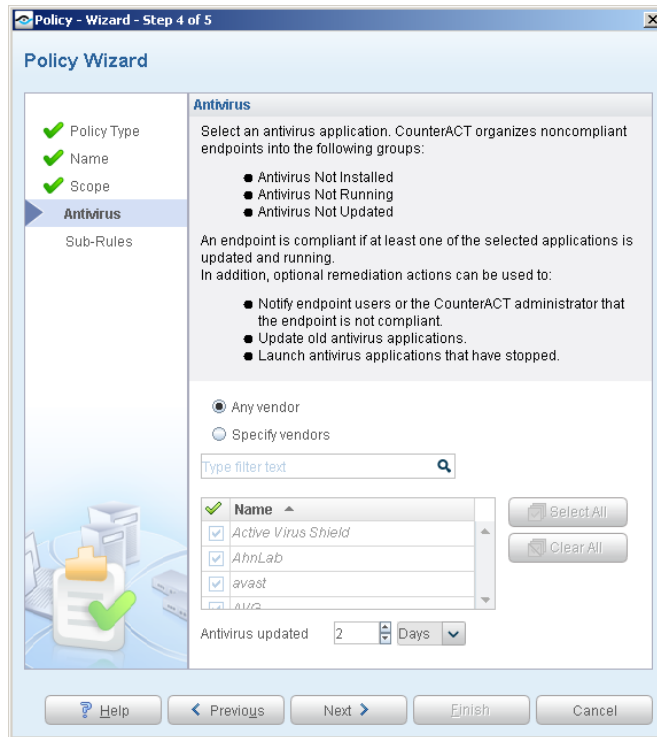 Policy - Wizard - Step 4 of 5
Policy Wizard
Policy Type
Name
Scope
Antivirus
Sub-Rules
Antivirus
Select an antivirus application. CounterACT organizes noncompliant
endpoints into the following groups:
Antivirus Not Installed
Antivirus Not Running
Antivirus Not Updated
An endpoint is compliant if at least one of the selected applications is
updated and running.
In addition, optional remediation actions can be used to:
Notify endpoint users or the CounterACT administrator that
the endpoint is not compliant.
Update old antivirus applications.
Launch antivirus applications that have stopped.
Any vendor
Specify vendors
Type filter text
Name
Active Virus Shield
AhnLab
avast
AVG
Select All
Clear All
Antivirus updated 2 Days
Help Previous Next Finish Cancel